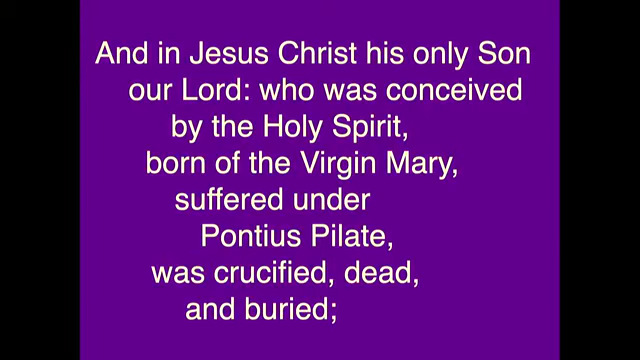 And in Jesus Christ his only Son
our Lord: who was conceived
by the Holy Spirit,
born of the Virgin Mary,
suffered under
Pontius Pilate,
was crucified, dead,
and buried;